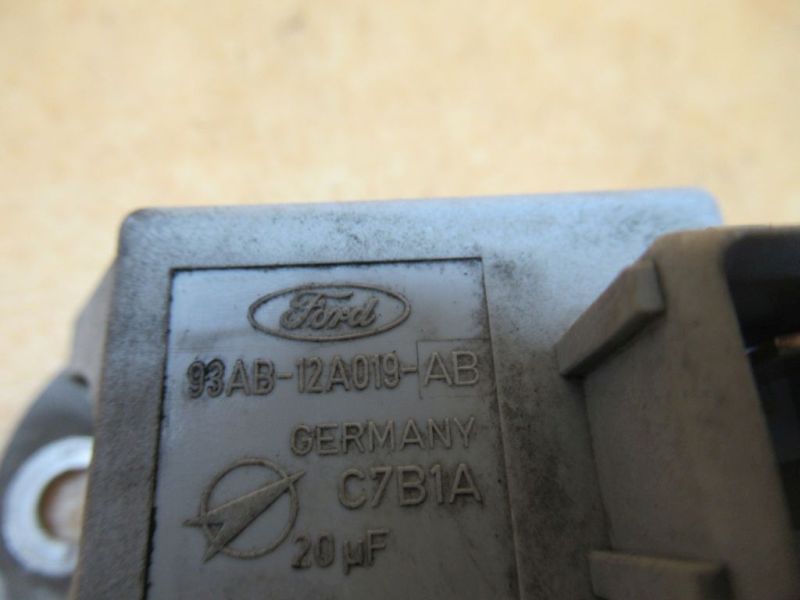 Ford
93AB-12A019-AB
GERMANY
C7B1A
20 µF